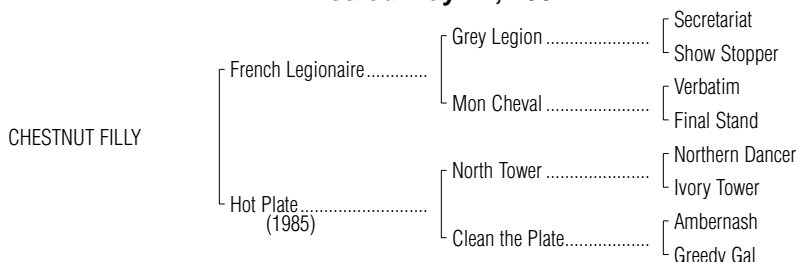 Secretariat
Grey Legion
Show Stopper
French Legionaire
Verbatim
Mon Cheval
Final Stand
CHESTNUT FILLY
Northern Dancer
North Tower
Ivory Tower
Hot Plate
(1985)
Ambernash
Clean the Plate
Greedy Gal